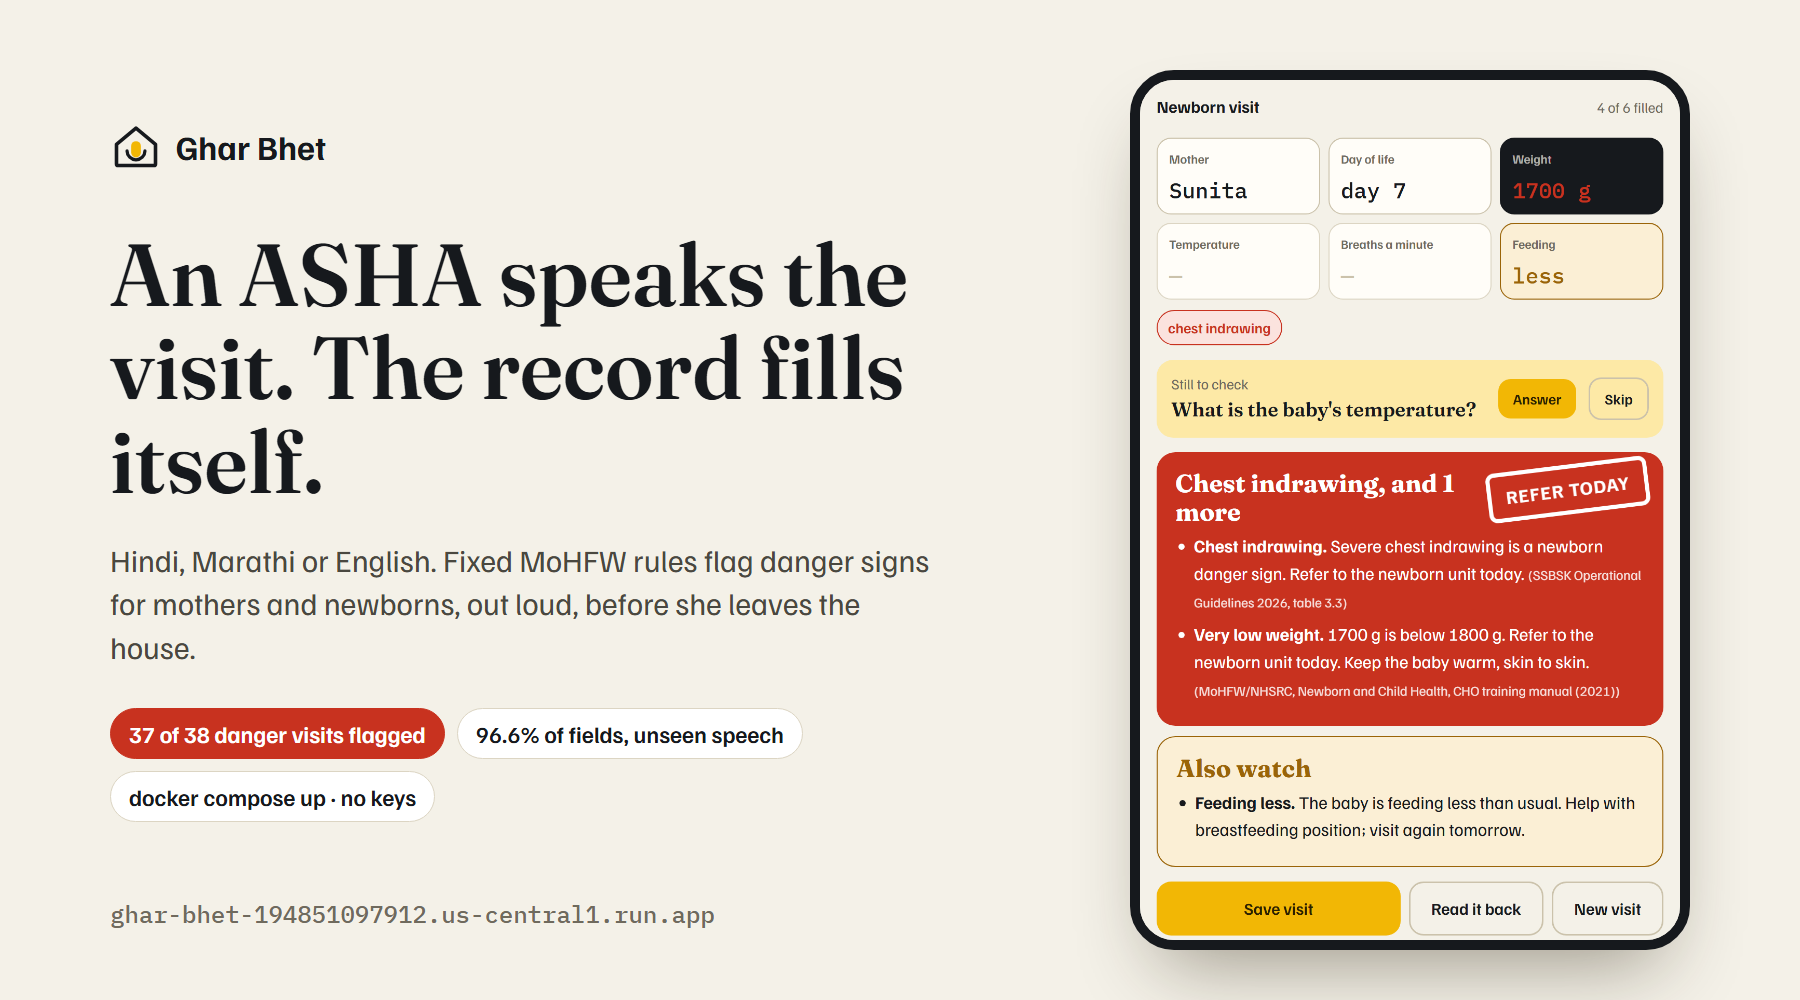 Ghar Bhet
An ASHA speaks the
visit. The record fills
itself.
Hindi, Marathi or English. Fixed MoHFW rules flag danger signs
for mothers and newborns, out loud, before she leaves the
house.
37 of 38 danger visits flagged
96.6% of fields, unseen speech
docker compose up · no keys
ghar-bhet-194851097912.us-central1.run.app
Newborn visit
4 of 6 filled
Mother
Sunita
Day of life
day 7
Weight
1700 g
Temperature
—
Breaths a minute
—
Feeding
less
chest indrawing
Still to check
What is the baby's temperature?
Answer
Skip
Chest indrawing, and 1
more
REFER TODAY
• Chest indrawing. Severe chest indrawing is a newborn
danger sign. Refer to the newborn unit today. (SSBSK Operational
Guidelines 2026, table 3.3)
• Very low weight. 1700 g is below 1800 g. Refer to the
newborn unit today. Keep the baby warm, skin to skin.
(MoHFW/NHSRC, Newborn and Child Health, CHO training manual (2021))
Also watch
• Feeding less. The baby is feeding less than usual. Help with
breastfeeding position; visit again tomorrow.
Save visit
Read it back
New visit